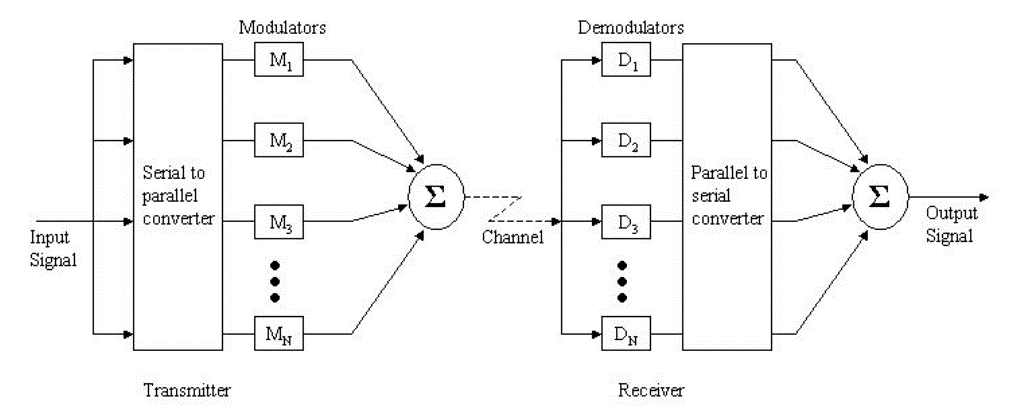 Modulators
Demodulators
M1
D1
M2
D2
Serial to
parallel
converter
Σ
Parallel to
serial
converter
Σ
M3
D3
Input
Signal
Channel
Output
Signal
MN
DN
Transmitter
Receiver